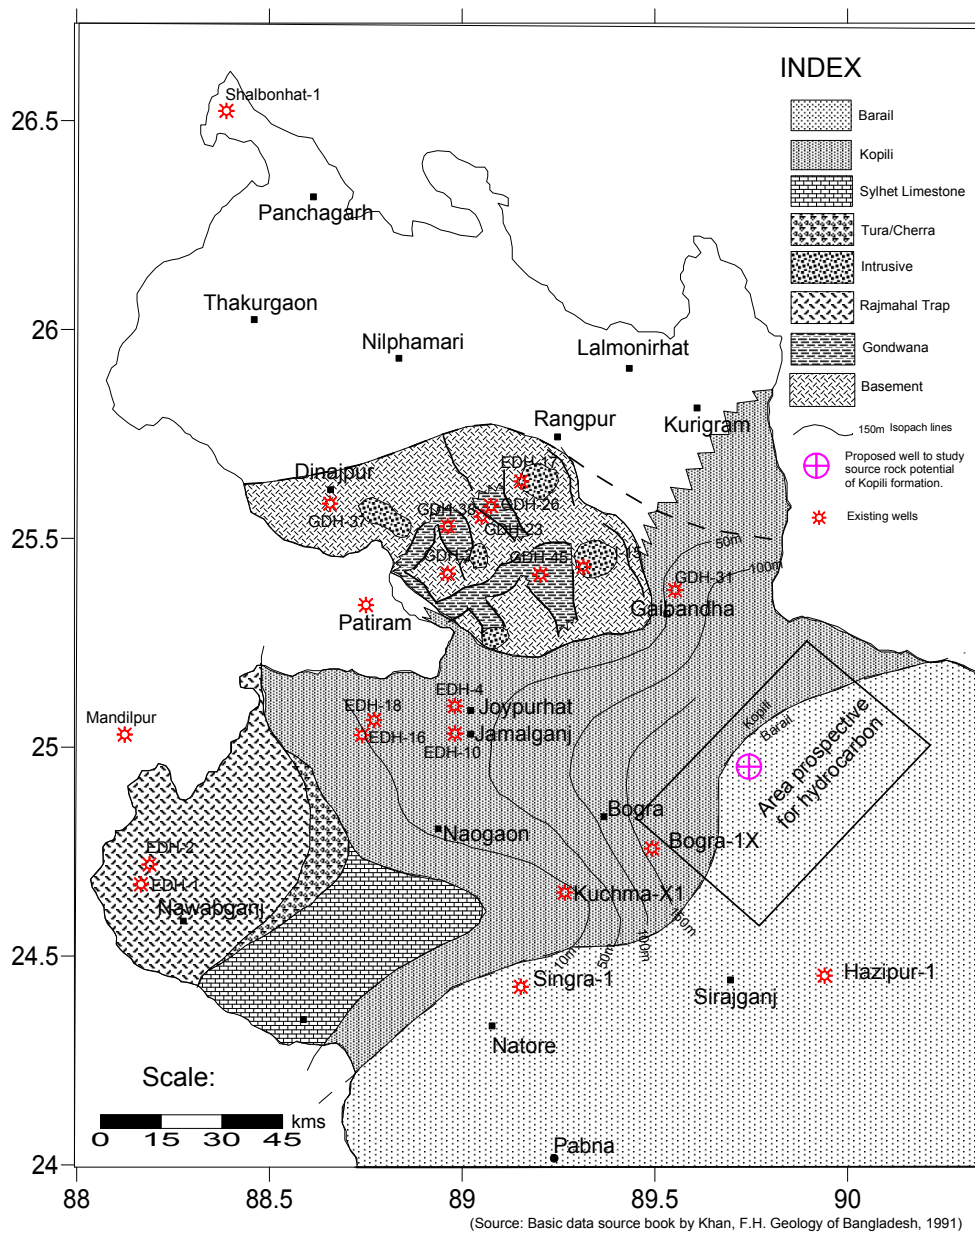 INDEX
Barail
Kopili
Sylhet Limestone
Tura/Cherra
Intrusive
Rajmahal Trap
Gondwana
Basement
150m Isopach lines
Proposed well to study
source rock potential
of Kopili formation.
Existing wells
26.5
26
25.5
25
24.5
24
Shalbonhat-1
Panchagarh
Thakurgaon
Nilphamari
Lalmonirhat
Rangpur
Kurigram
Dinajpur
EDH-17
GDH-37
GDH-38
GDH-26
GDH-23
GDH-45
50m
100m
GDH-31
Gaibandha
Patiram
EDH-4
Joypurhat
EDH-18
EDH-16
Jamalganj
EDH-10
Mandilpur
Kopili
Barail
Area prospective
for hydrocarbon
Bogra
Naogaon
Bogra-1X
EDH-2
EDH-1
Nawabganj
Kuchma-X1
10m
50m
100m
150m
Singra-1
Hazipur-1
Sirajganj
Natore
Scale:
kms
0 15 30 45
Pabna
88 88.5 89 89.5 90
(Source: Basic data source book by Khan, F.H. Geology of Bangladesh, 1991)